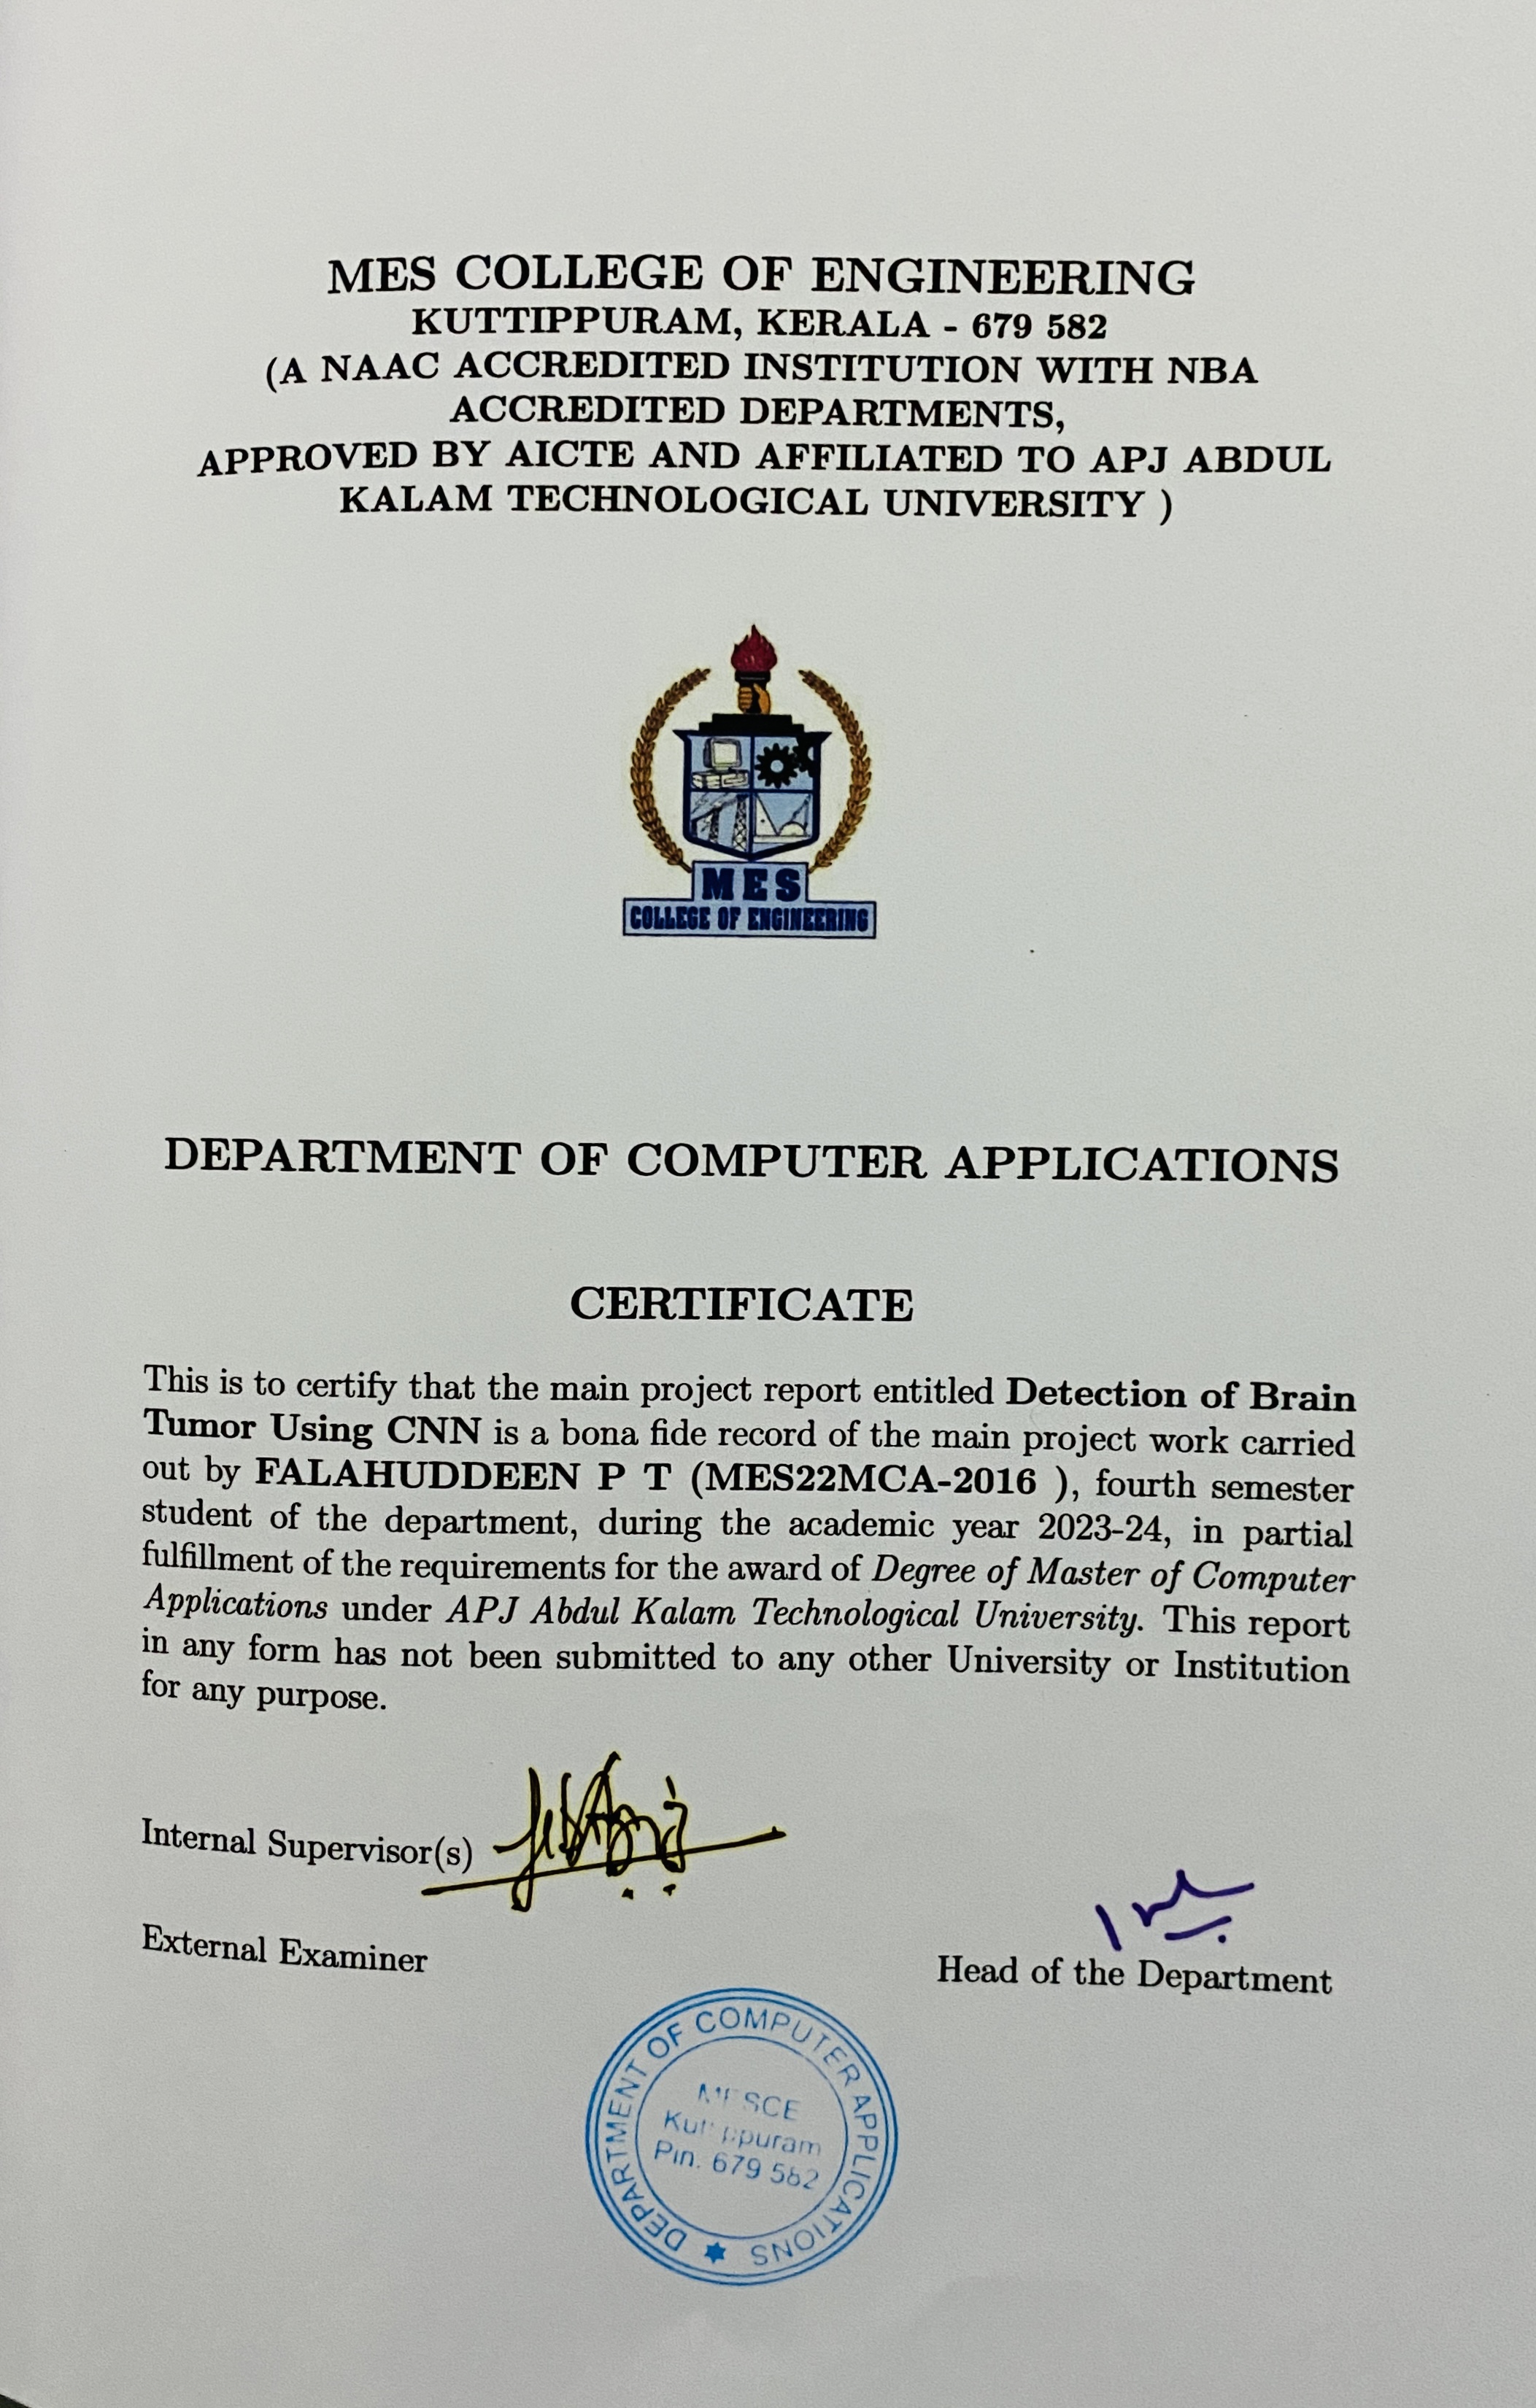 MES COLLEGE OF ENGINEERING
KUTTIPPURAM, KERALA - 679 582
(A NAAC ACCREDITED INSTITUTION WITH NBA
ACCREDITED DEPARTMENTS,
APPROVED BY AICTE AND AFFILIATED TO APJ ABDUL
KALAM TECHNOLOGICAL UNIVERSITY )
MES
COLLEGE OF ENGINEERING
DEPARTMENT OF COMPUTER APPLICATIONS
CERTIFICATE
This is to certify that the main project report entitled Detection of Brain
Tumor Using CNN is a bona fide record of the main project work carried
out by FALAHUDDEEN P T (MES22MCA-2016 ), fourth semester
student of the department, during the academic year 2023-24, in partial
fulfillment of the requirements for the award of Degree of Master of Computer
Applications under APJ Abdul Kalam Technological University. This report
in any form has not been submitted to any other University or Institution
for any purpose.
Internal Supervisor(s)
External Examiner
Head of the Department
DEPARTMENT OF COMPUTER APPLICATIONS
MESCE
Kuttippuram
Pin. 679 582